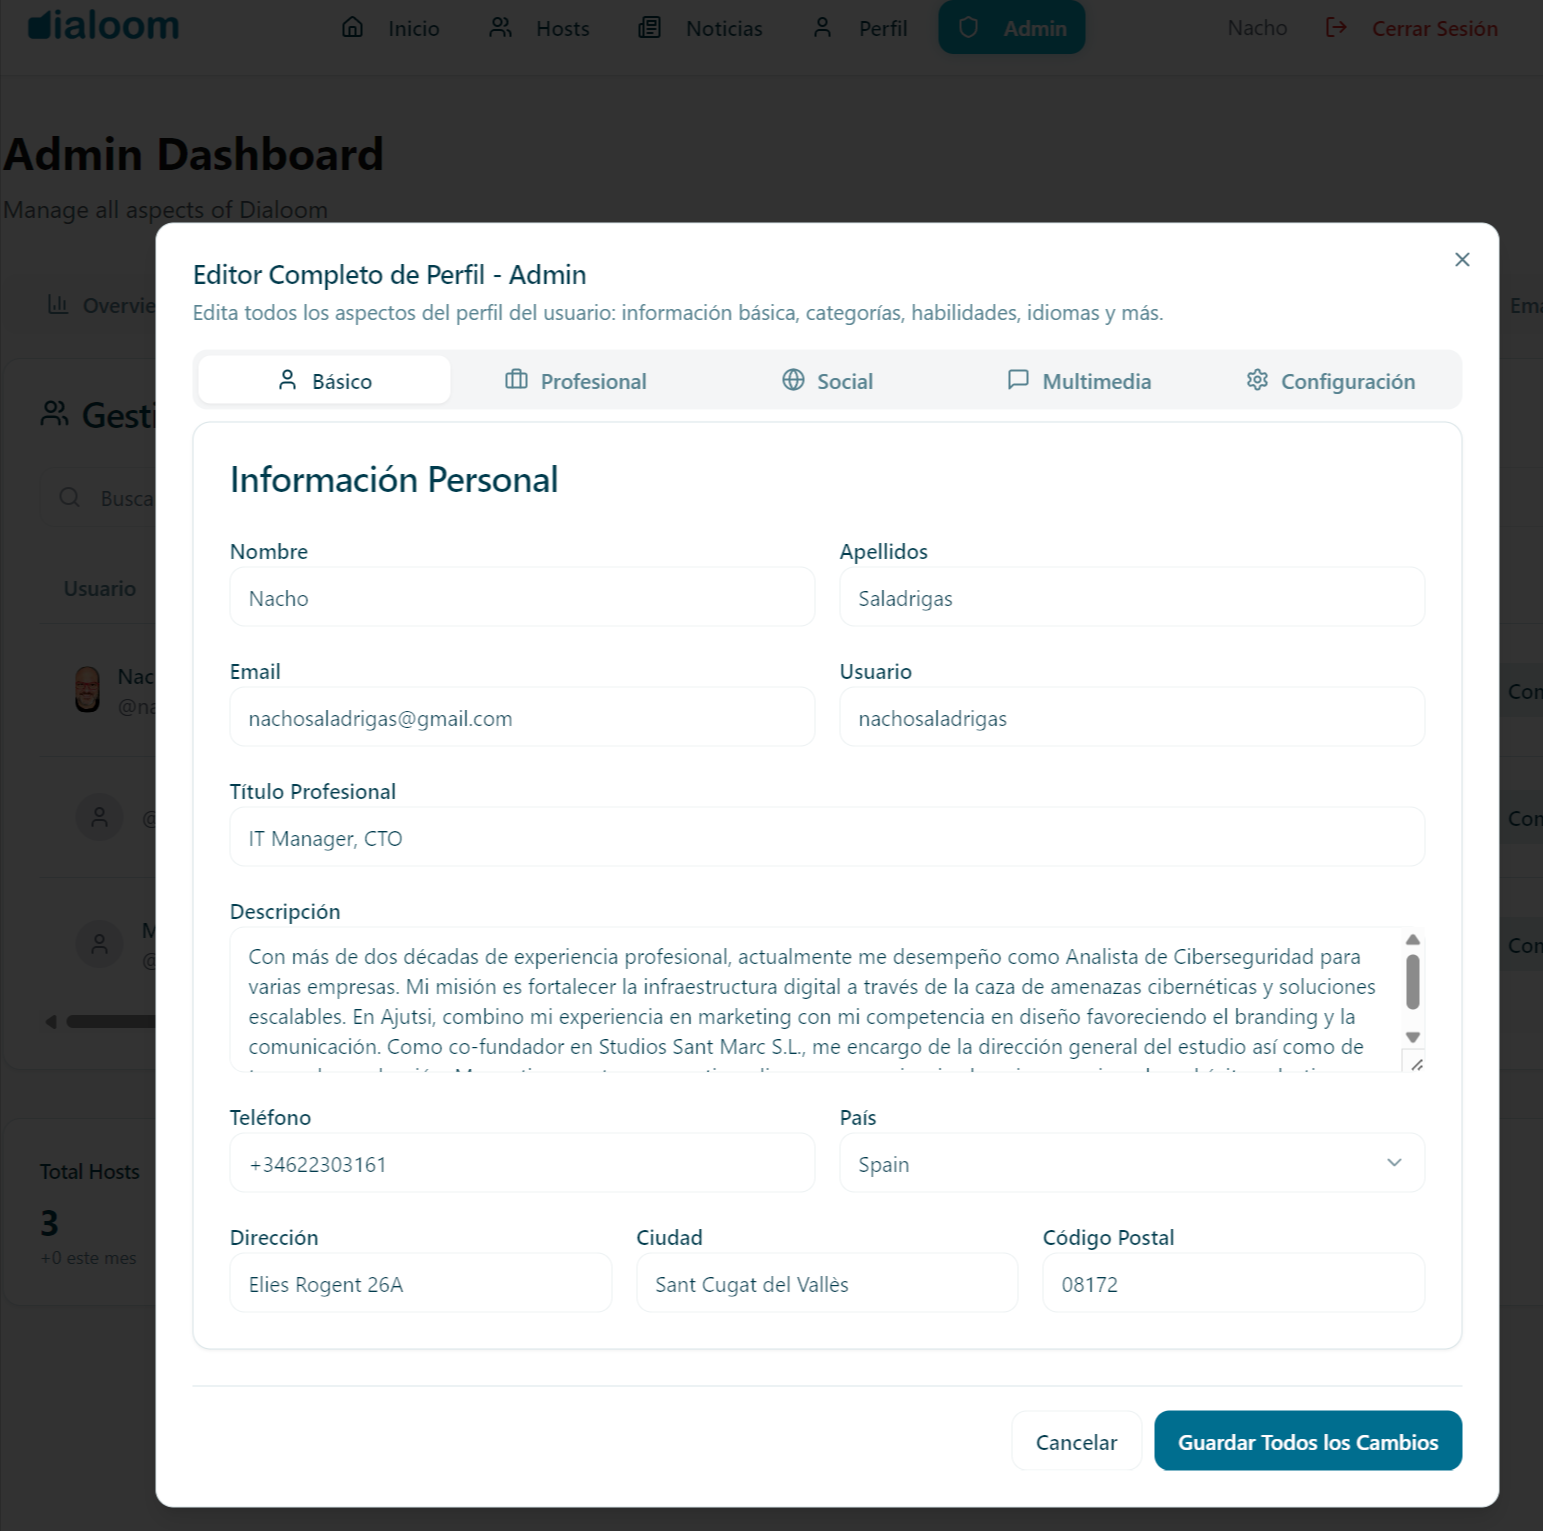 Dialoom
Inicio
Hosts
Noticias
Perfil
Admin
Nacho
Cerrar Sesión
Admin Dashboard
Manage all aspects of Dialoom
Editor Completo de Perfil - Admin
Edita todos los aspectos del perfil del usuario: información básica, categorías, habilidades, idiomas y más.
Básico
Profesional
Social
Multimedia
Configuración
Información Personal
Nombre
Apellidos
Nacho
Saladrigas
Email
Usuario
nachosaladrigas@gmail.com
nachosaladrigas
Título Profesional
IT Manager, CTO
Descripción
Con más de dos décadas de experiencia profesional, actualmente me desempeño como Analista de Ciberseguridad para
varias empresas. Mi misión es fortalecer la infraestructura digital a través de la caza de amenazas cibernéticas y soluciones
escalables. En Ajutsi, combino mi experiencia en marketing con mi competencia en diseño favoreciendo el branding y la
comunicación. Como co-fundador en Studios Sant Marc S.L., me encargo de la dirección general del estudio así como de
Teléfono
País
+34622303161
Spain
Dirección
Ciudad
Código Postal
Elies Rogent 26A
Sant Cugat del Vallès
08172
Cancelar
Guardar Todos los Cambios
Overvie
Ema
Gesti
Busca
Usuario
Nac
@na
Con
@
Con
M
@
Con
Total Hosts
3
+0 este mes